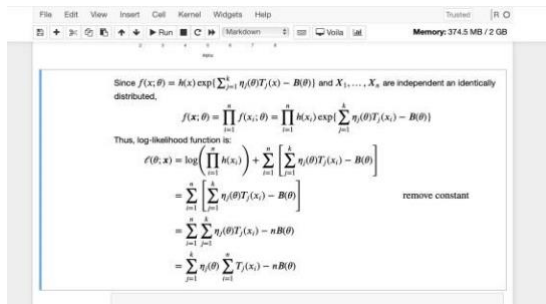 File Edit View Insert Cell Kernel Widgets Help Trusted R O
Run Markdown Voila Memory: 374.5 MB / 2 GB
Since f(x; θ) = h(x) exp{∑_{j=1}^{k} η_j(θ)T_j(x) − B(θ)} and X_1, … , X_n are independent an identically
distributed,
f(x; θ) = ∏_{i=1}^{n} f(x_i; θ) = ∏_{i=1}^{n} h(x_i) exp{∑_{j=1}^{k} η_j(θ)T_j(x_i) − B(θ)}
Thus, log-likelihood function is:
ℓ(θ; x) = log(∏_{i=1}^{n} h(x_i)) + ∑_{i=1}^{n} [∑_{j=1}^{k} η_j(θ)T_j(x_i) − B(θ)]
= ∑_{i=1}^{n} [∑_{j=1}^{k} η_j(θ)T_j(x_i) − B(θ)] remove constant
= ∑_{i=1}^{n} ∑_{j=1}^{k} η_j(θ)T_j(x_i) − nB(θ)
= ∑_{j=1}^{k} η_j(θ) ∑_{i=1}^{n} T_j(x_i) − nB(θ)